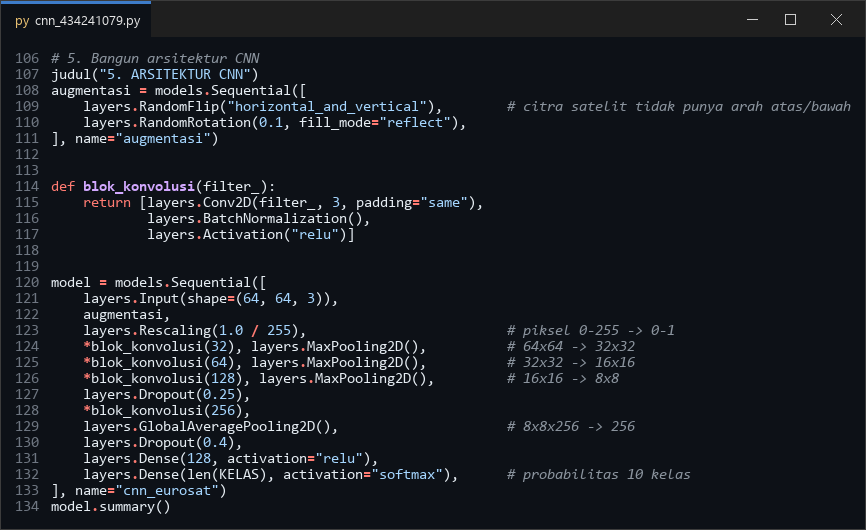 py cnn_434241079.py
106 # 5. Bangun arsitektur CNN
107 judul("5. ARSITEKTUR CNN")
108 augmentasi = models.Sequential([
109     layers.RandomFlip("horizontal_and_vertical"),        # citra satelit tidak punya arah atas/bawah
110     layers.RandomRotation(0.1, fill_mode="reflect"),
111 ], name="augmentasi")
112
113
114 def blok_konvolusi(filter_):
115     return [layers.Conv2D(filter_, 3, padding="same"),
116             layers.BatchNormalization(),
117             layers.Activation("relu")]
118
119
120 model = models.Sequential([
121     layers.Input(shape=(64, 64, 3)),
122     augmentasi,
123     layers.Rescaling(1.0 / 255),                         # piksel 0-255 -> 0-1
124     *blok_konvolusi(32), layers.MaxPooling2D(),          # 64x64 -> 32x32
125     *blok_konvolusi(64), layers.MaxPooling2D(),          # 32x32 -> 16x16
126     *blok_konvolusi(128), layers.MaxPooling2D(),         # 16x16 -> 8x8
127     layers.Dropout(0.25),
128     *blok_konvolusi(256),
129     layers.GlobalAveragePooling2D(),                     # 8x8x256 -> 256
130     layers.Dropout(0.4),
131     layers.Dense(128, activation="relu"),
132     layers.Dense(len(KELAS), activation="softmax"),      # probabilitas 10 kelas
133 ], name="cnn_eurosat")
134 model.summary()